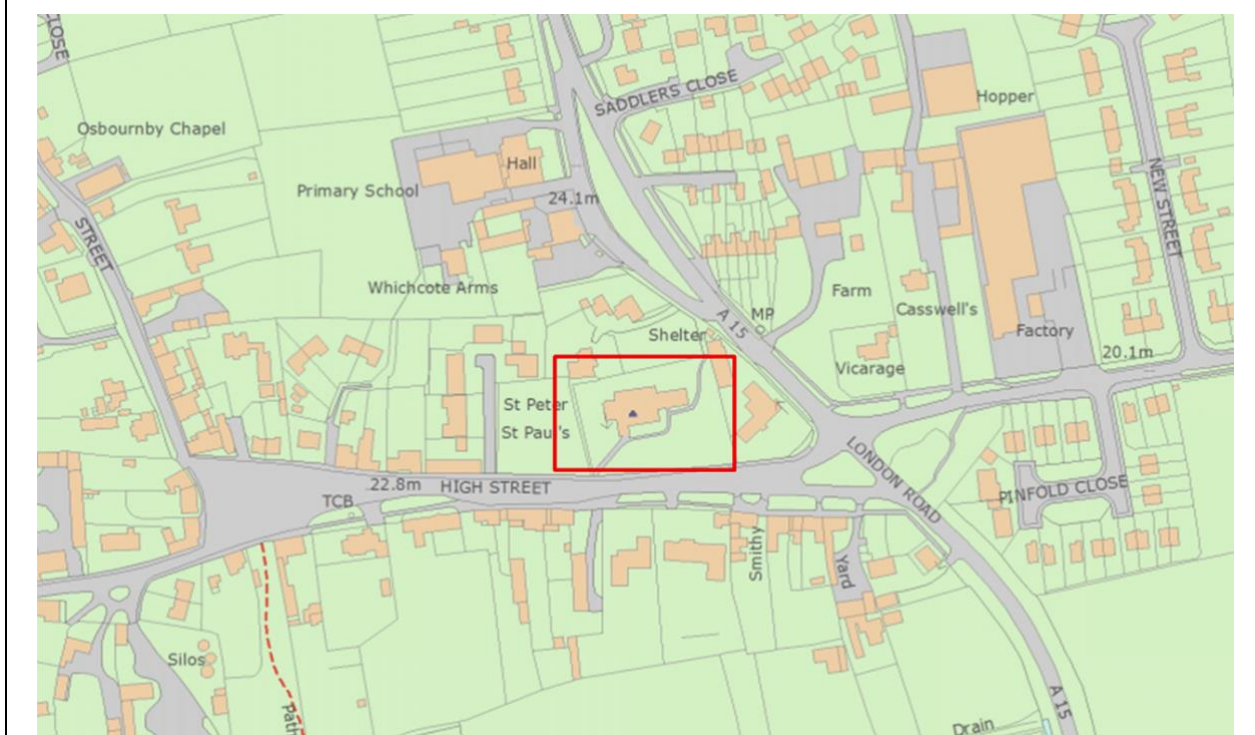 CLOSE
SADDLERS CLOSE
Hopper
Osbournby Chapel
Hall
Primary School
24.1m
NEW STREET
STREET
Whichcote Arms
Farm
MP
Casswell's
A 15
Shelter
Factory
20.1m
Vicarage
St Peter
St Paul's
LONDON ROAD
22.8m
HIGH STREET
PINFOLD CLOSE
TCB
Smithy
Yard
Silos
Path
A 15
Drain